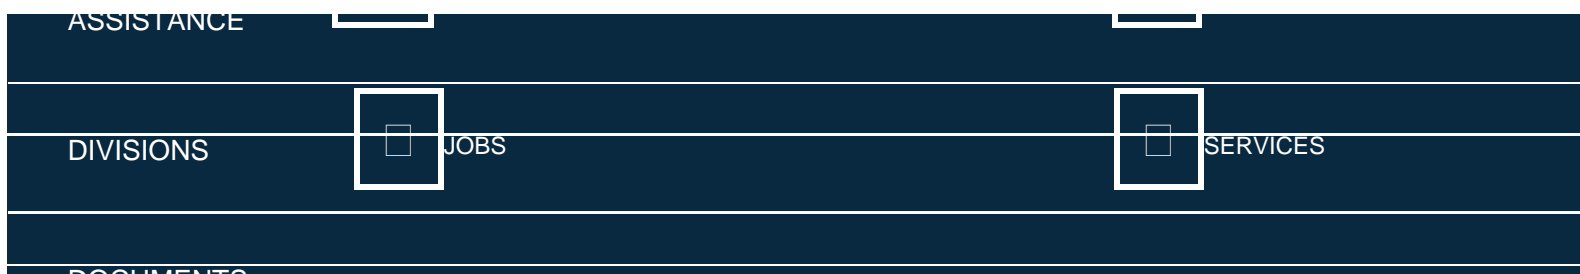 ASSISTANCE
DIVISIONS
JOBS
SERVICES
DOCUMENTS